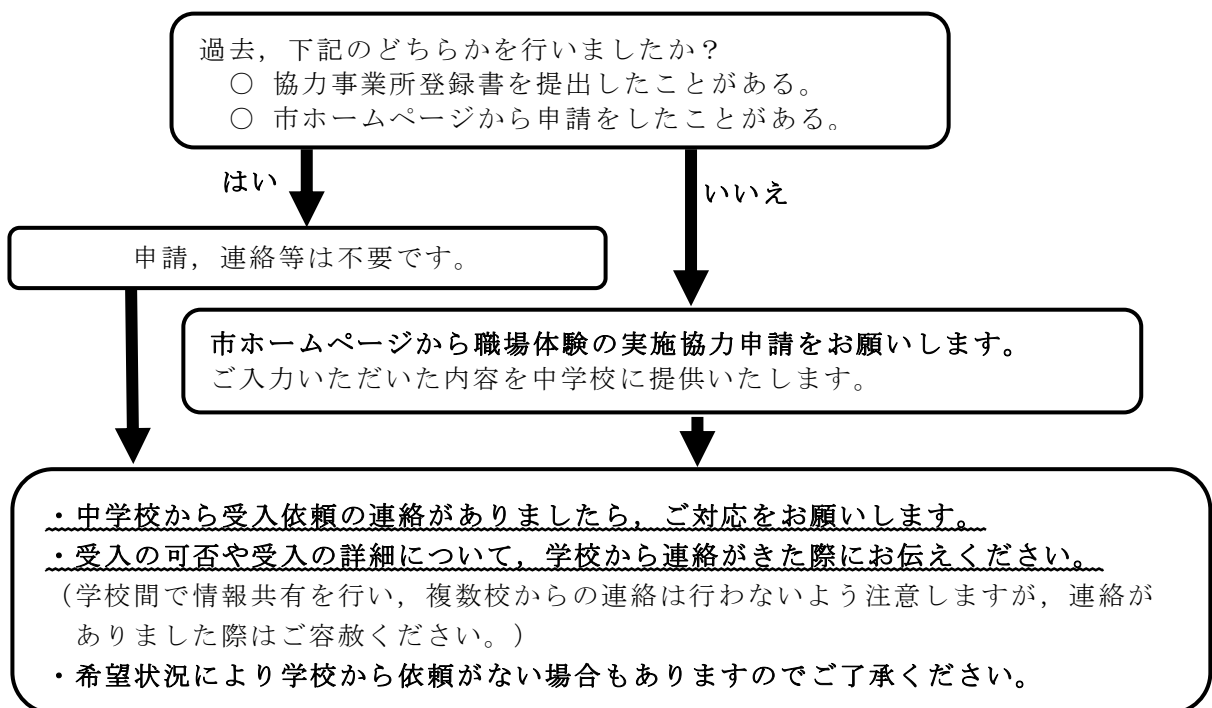 過去，下記のどちらかを行いましたか？
○ 協力事業所登録書を提出したことがある。
○ 市ホームページから申請をしたことがある。
はい
いいえ
申請，連絡等は不要です。
市ホームページから職場体験の実施協力申請をお願いします。
ご入力いただいた内容を中学校に提供いたします。
・中学校から受入依頼の連絡がありましたら，ご対応をお願いします。
・受入の可否や受入の詳細について，学校から連絡がきた際にお伝えください。
（学校間で情報共有を行い，複数校からの連絡は行わないよう注意しますが，連絡が
ありました際はご容赦ください。）
・希望状況により学校から依頼がない場合もありますのでご了承ください。